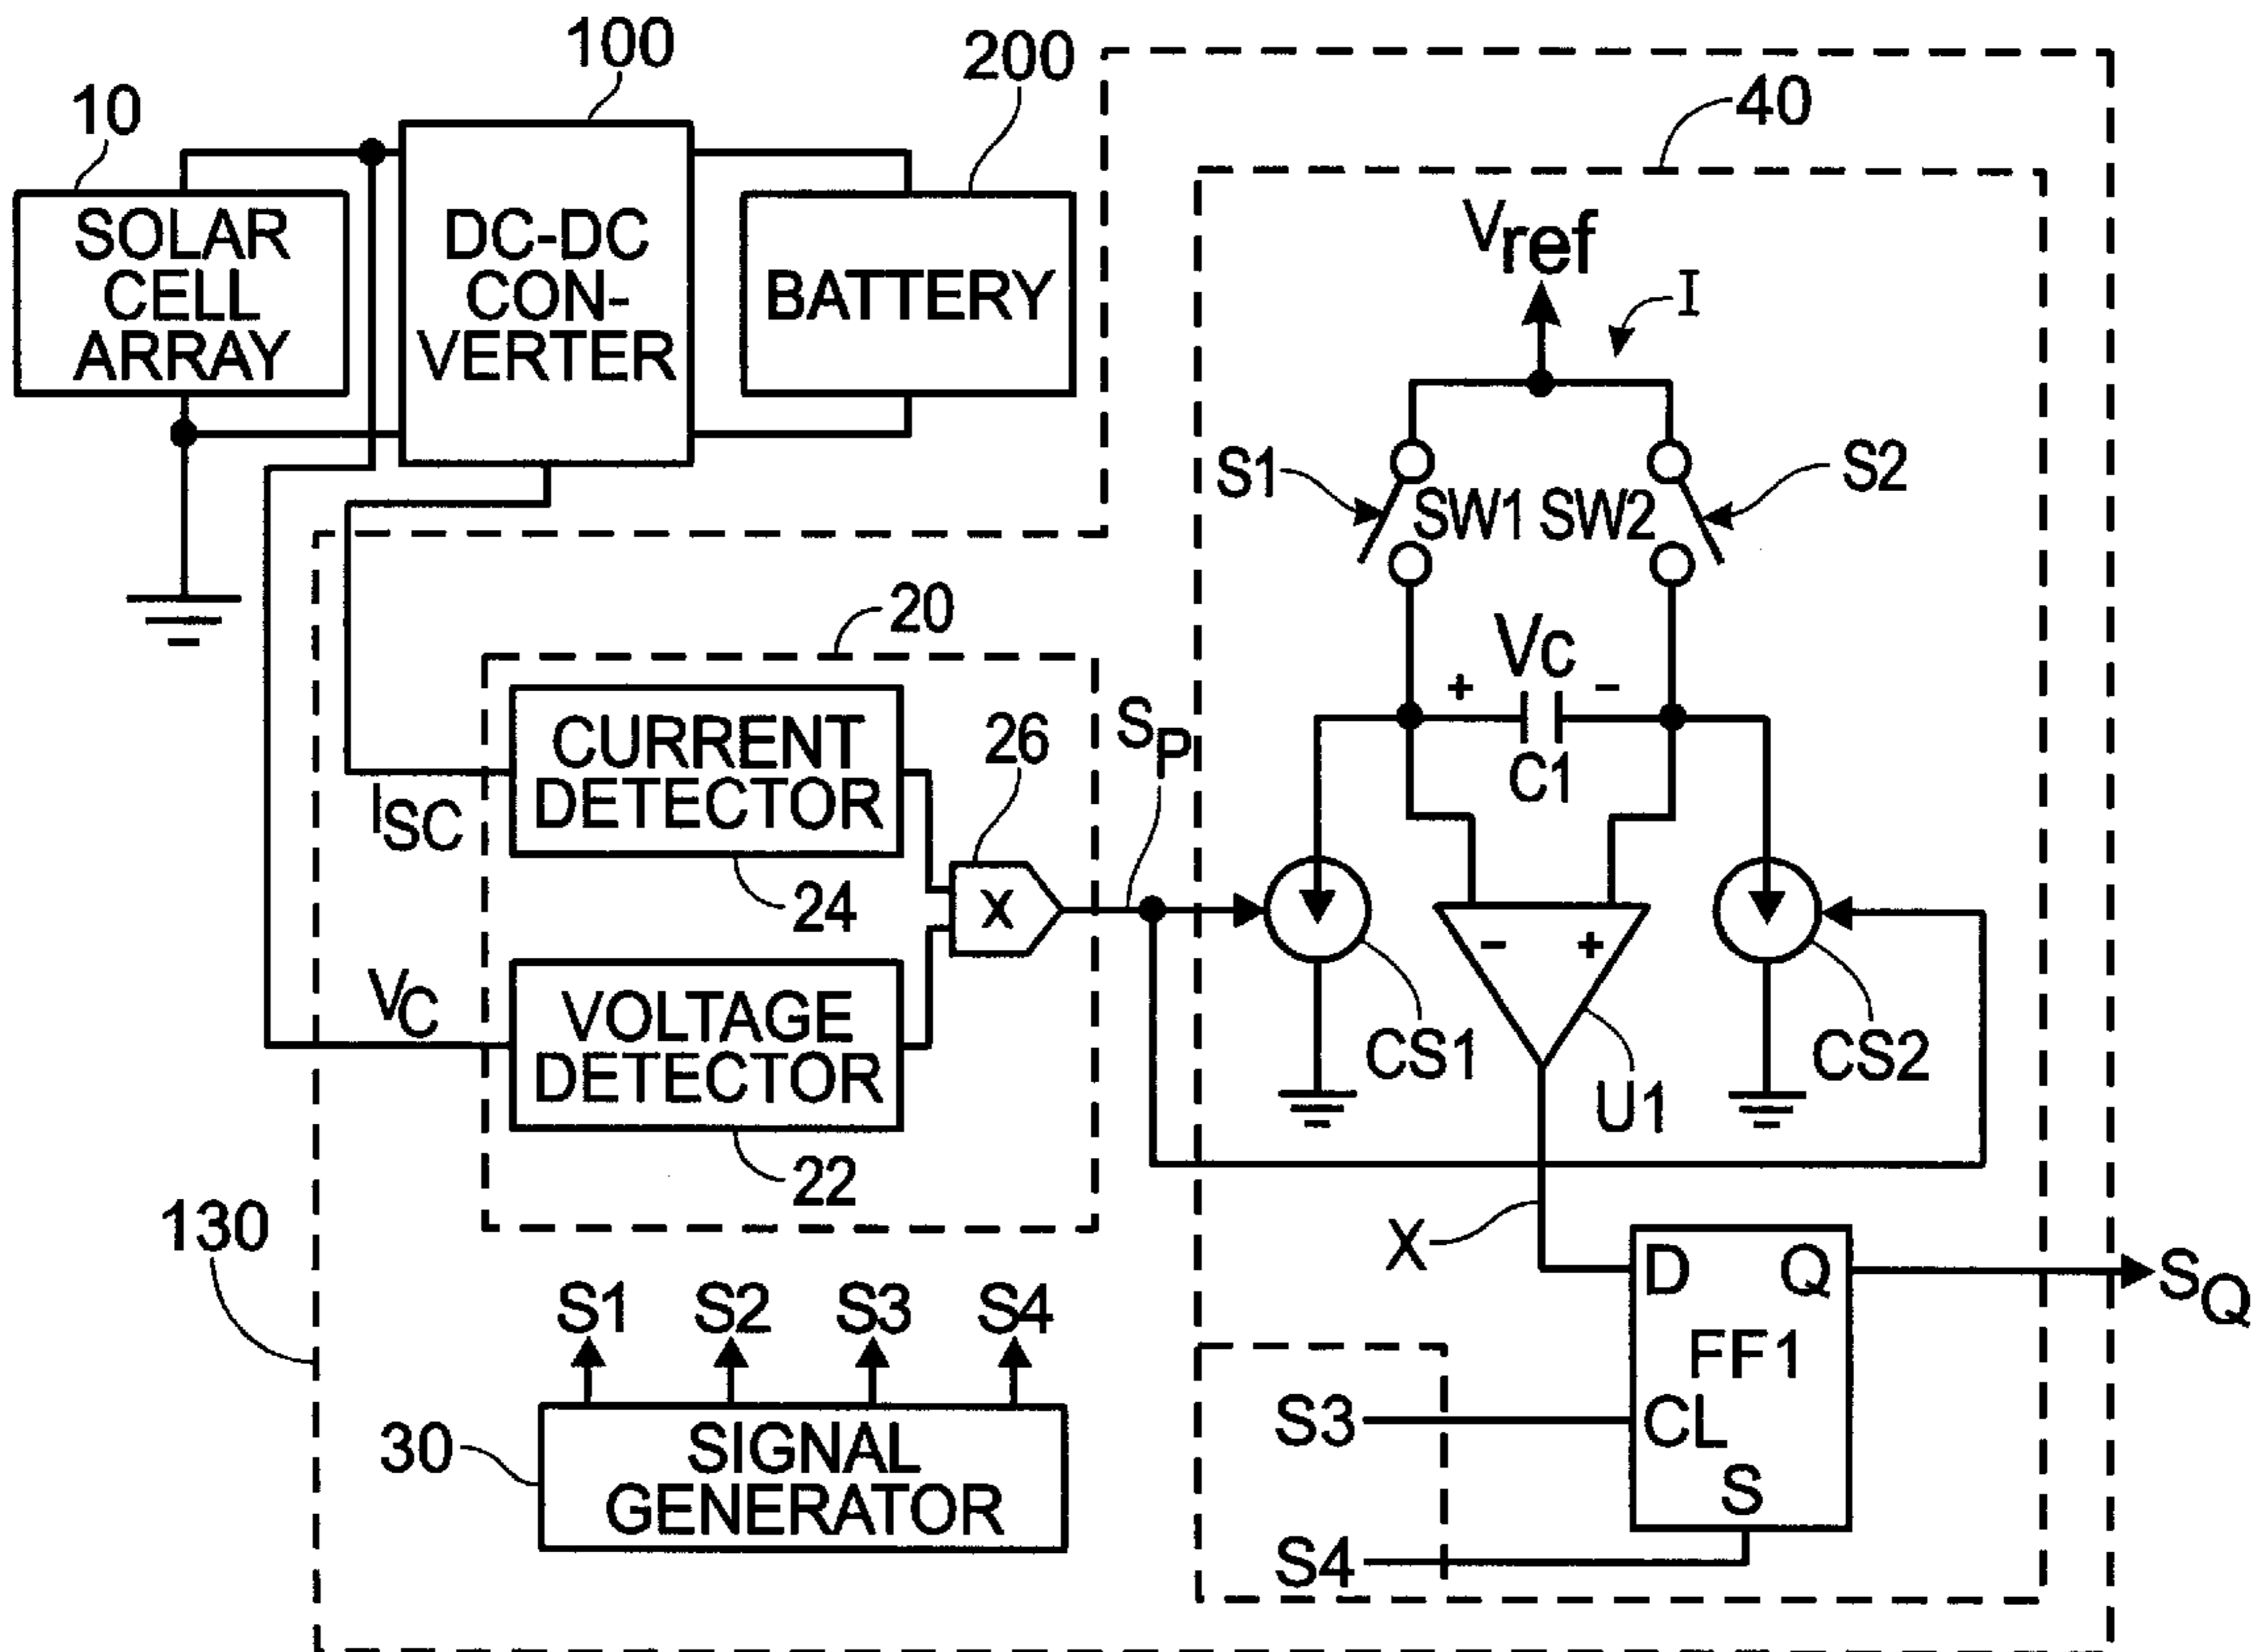 10
100
200
SOLAR
CELL
ARRAY
DC-DC
CON-
VERTER
BATTERY
40
Vref
I
S1
SW1
SW2
S2
20
Vc
+
-
C1
CURRENT
DETECTOR
24
ISC
26
X
SP
VC
VOLTAGE
DETECTOR
22
-
+
CS1
U1
CS2
130
X
D
Q
FF1
CL
S
SQ
S1
S2
S3
S4
30
SIGNAL
GENERATOR
S3
S4